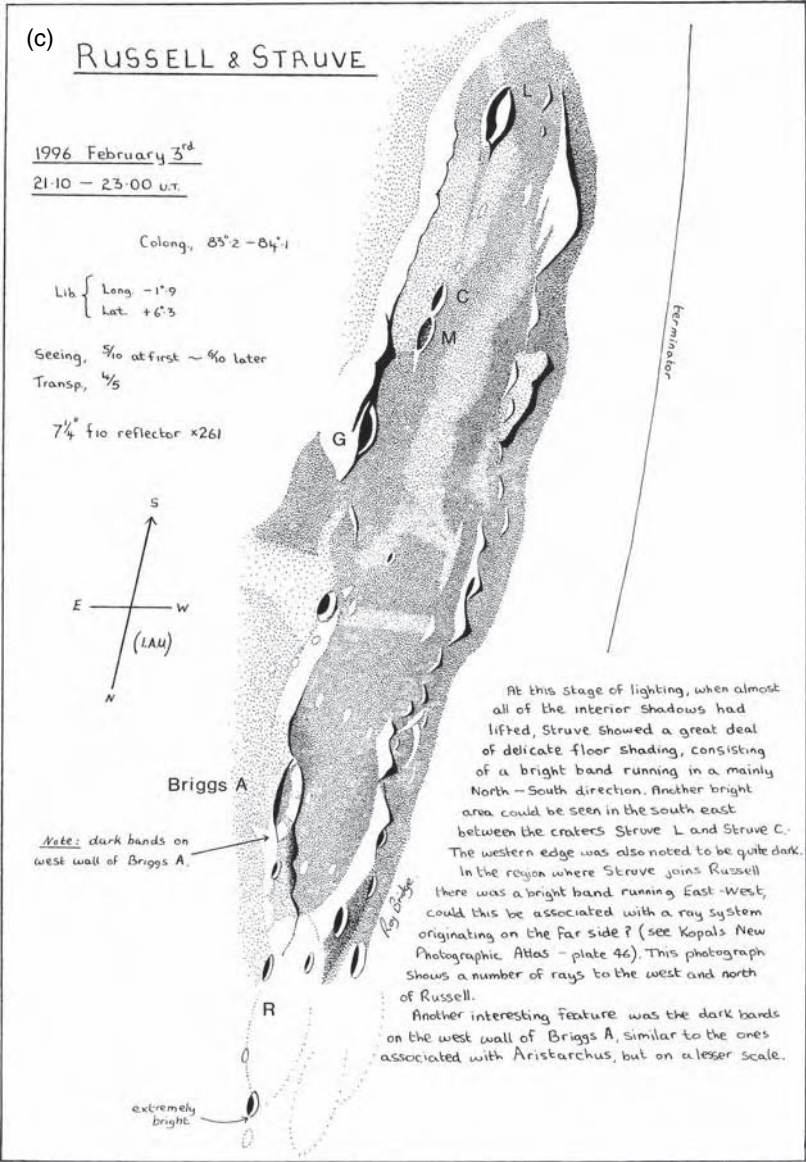 (c)
RUSSELL & STRUVE
1996 February 3rd
21·10 – 23·00 U.T.
Colong., 83°·2 – 84°·1
Lib. { Long. –1°·9
Lat. +6°·3
Seeing, 5/10 at first ~ 6/10 later
Transp., 4/5
7¼" f10 reflector ×261
S
E W
(I.A.U)
N
L
C
M
G
terminator
Briggs A
Note: dark bands on
west wall of Briggs A.
R
extremely
bright
Ray Bridge
At this stage of lighting, when almost
all of the interior shadows had
lifted, Struve showed a great deal
of delicate floor shading, consisting
of a bright band running in a mainly
North – South direction. Another bright
area could be seen in the south east
between the craters Struve L and Struve C.
The western edge was also noted to be quite dark.
In the region where Struve joins Russell
there was a bright band running East-West,
could this be associated with a ray system
originating on the far side? (see Kopals New
Photographic Atlas – plate 46). This photograph
shows a number of rays to the west and north
of Russell.
Another interesting feature was the dark bands
on the west wall of Briggs A, similar to the ones
associated with Aristarchus, but on a lesser scale.